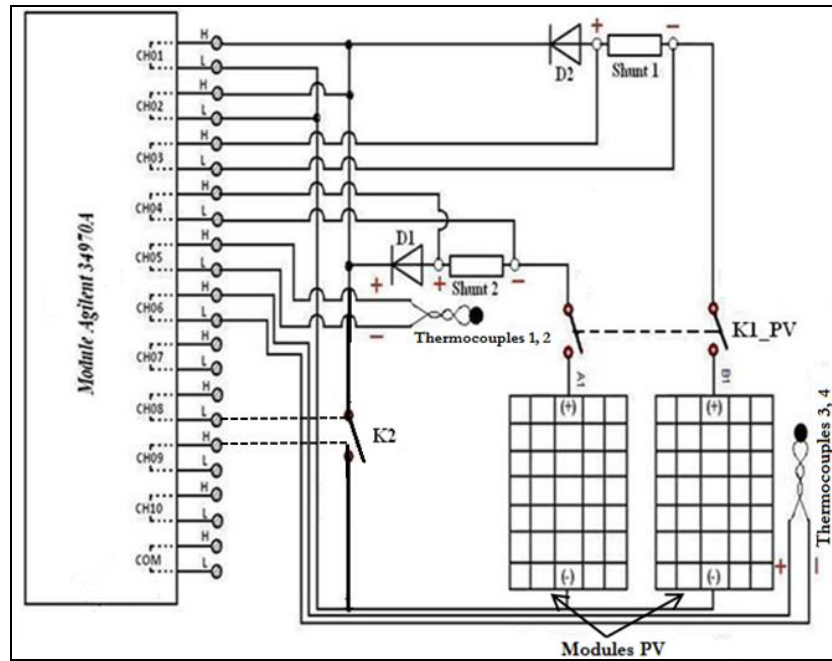 Module Agilent 34970A
H
CH01
L
H
CH02
L
H
CH03
L
H
CH04
L
H
CH05
L
H
CH06
L
H
CH07
L
H
CH08
L
H
CH09
L
H
CH10
L
H
COM
L
D2
+
Shunt 1
−
D1
+
+
Shunt 2
−
−
Thermocouples 1, 2
K1_PV
K2
A1
B1
(+)
(+)
(-)
(-)
Thermocouples 3, 4
+
−
Modules PV